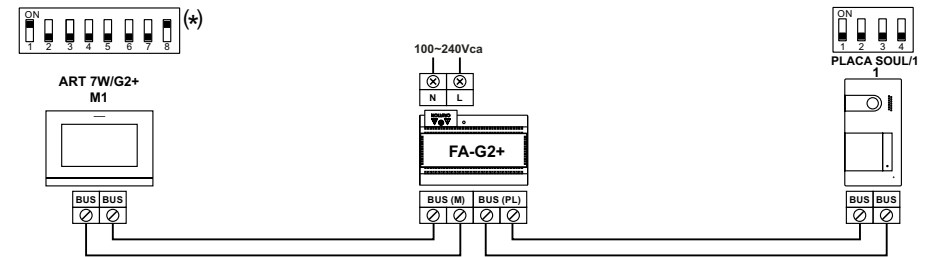 ON
1 2 3 4 5 6 7 8
(*)
ART 7W/G2+
M1
BUS BUS
100~240Vca
N L
FA-G2+
BUS (M) BUS (PL)
ON
1 2 3 4
PLACA SOUL/1
1
BUS BUS